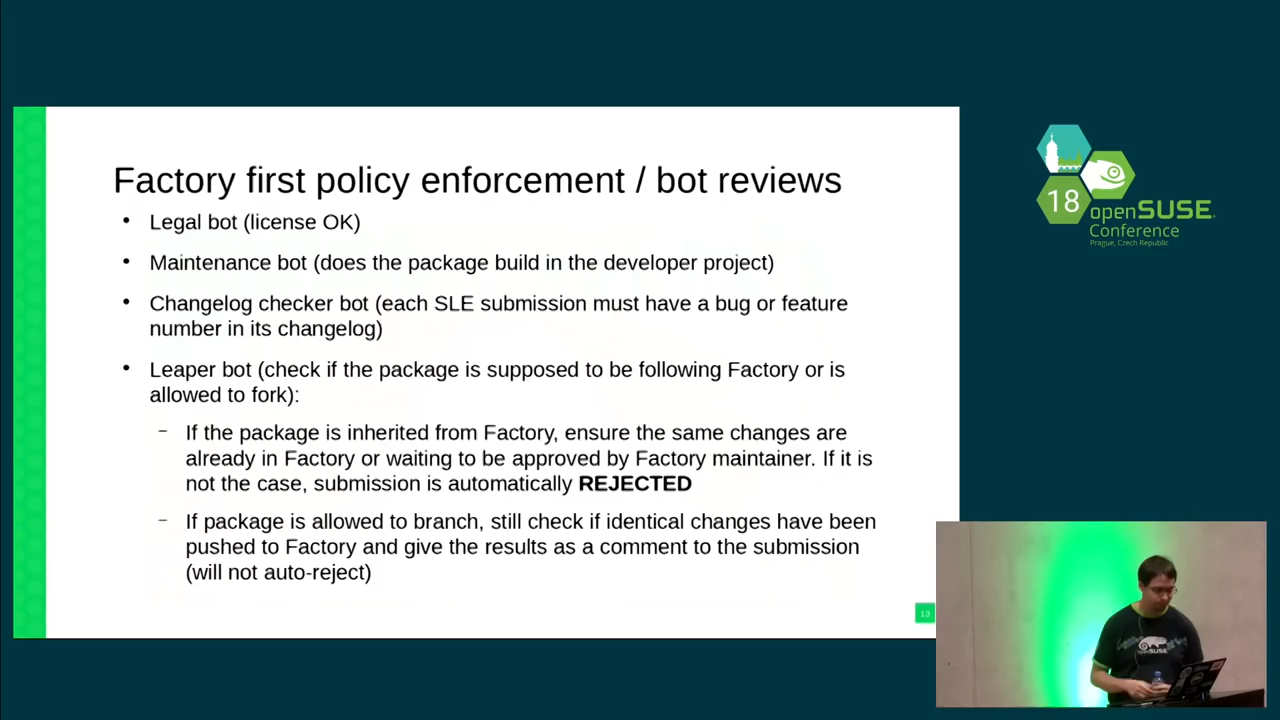 Factory first policy enforcement / bot reviews
• Legal bot (license OK)
• Maintenance bot (does the package build in the developer project)
• Changelog checker bot (each SLE submission must have a bug or feature
number in its changelog)
• Leaper bot (check if the package is supposed to be following Factory or is
allowed to fork):
– If the package is inherited from Factory, ensure the same changes are
already in Factory or waiting to be approved by Factory maintainer. If it is
not the case, submission is automatically REJECTED
– If package is allowed to branch, still check if identical changes have been
pushed to Factory and give the results as a comment to the submission
(will not auto-reject)
13
18
openSUSE
Conference
Prague, Czech Republic
openSUSE